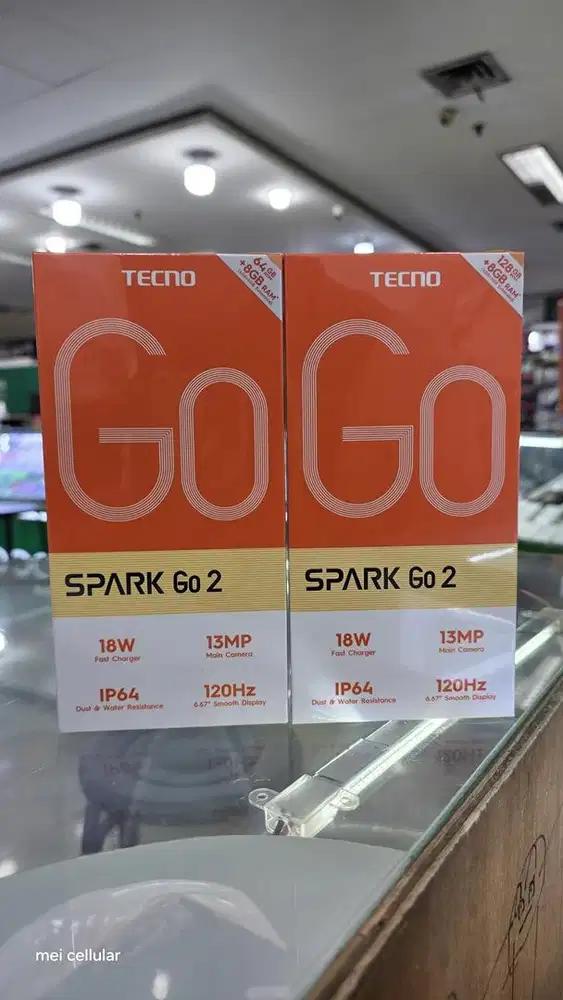 TECNO
64GB
+8GB RAM*
GO
SPARK Go 2
18W
Fast Charger
13MP
Main Camera
IP64
Dust & Water Resistance
120Hz
6.67" Smooth Display
TECNO
128GB
+8GB RAM*
GO
SPARK Go 2
18W
Fast Charger
13MP
Main Camera
IP64
Dust & Water Resistance
120Hz
6.67" Smooth Display
mei cellular